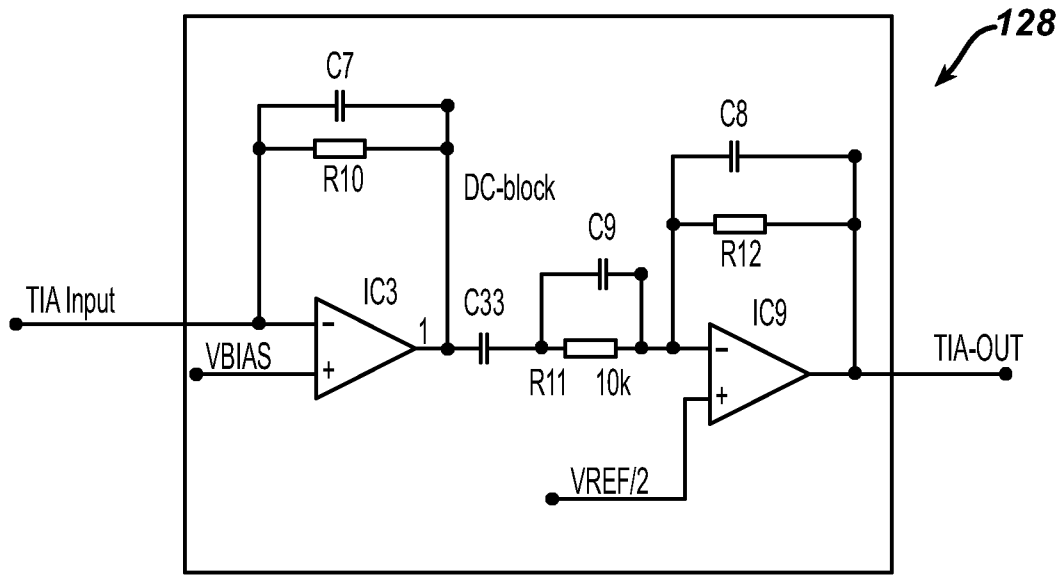 128
C7
R10
DC-block
C8
R12
C9
TIA Input
IC3
-
+
1
VBIAS
C33
R11
10k
IC9
-
+
TIA-OUT
VREF/2